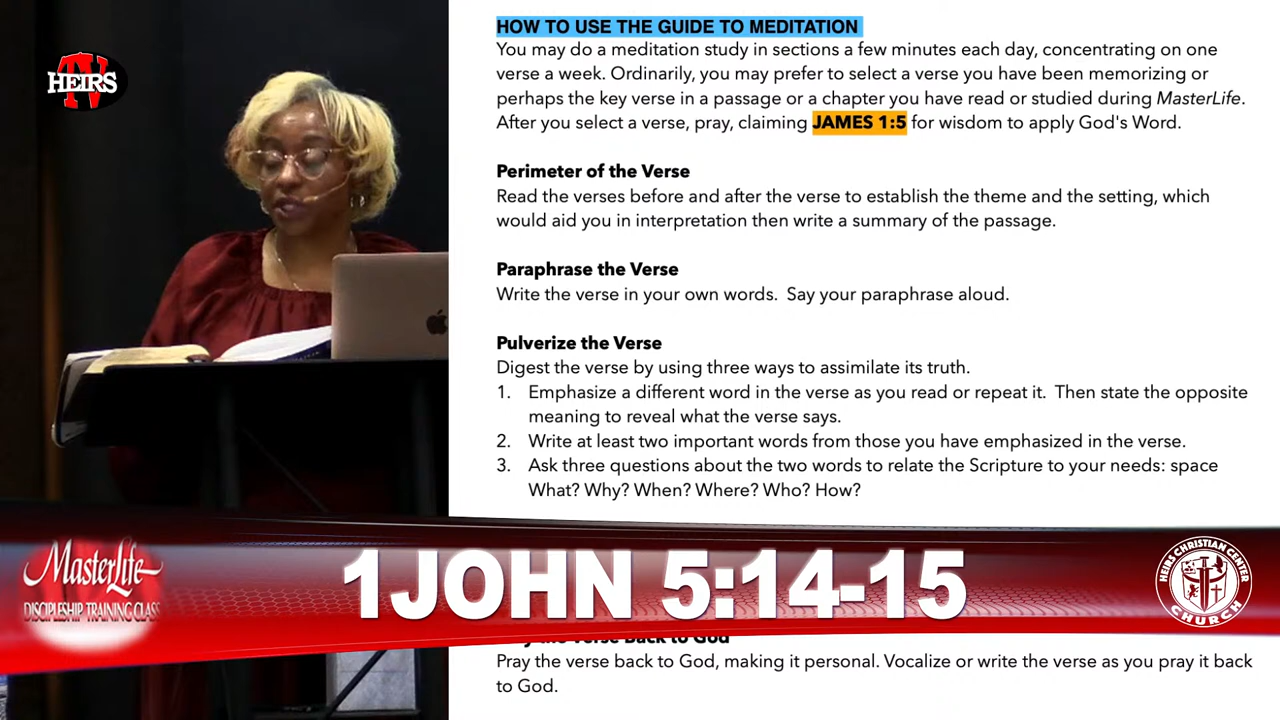 HEIRS
HOW TO USE THE GUIDE TO MEDITATION
You may do a meditation study in sections a few minutes each day, concentrating on one
verse a week. Ordinarily, you may prefer to select a verse you have been memorizing or
perhaps the key verse in a passage or a chapter you have read or studied during MasterLife.
After you select a verse, pray, claiming JAMES 1:5 for wisdom to apply God's Word.
Perimeter of the Verse
Read the verses before and after the verse to establish the theme and the setting, which
would aid you in interpretation then write a summary of the passage.
Paraphrase the Verse
Write the verse in your own words.  Say your paraphrase aloud.
Pulverize the Verse
Digest the verse by using three ways to assimilate its truth.
1. Emphasize a different word in the verse as you read or repeat it.  Then state the opposite
meaning to reveal what the verse says.
2. Write at least two important words from those you have emphasized in the verse.
3. Ask three questions about the two words to relate the Scripture to your needs: space
What? Why? When? Where? Who? How?
MasterLife
DISCIPLESHIP TRAINING CLASS
1JOHN 5:14-15
HEIRS CHRISTIAN CENTER
CHURCH
the Verse Back to God
Pray the verse back to God, making it personal. Vocalize or write the verse as you pray it back
to God.